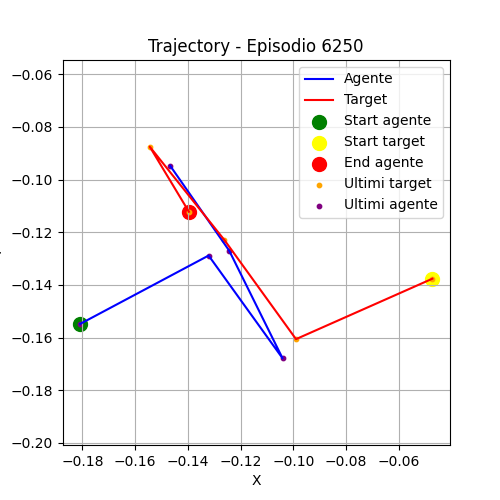 Trajectory - Episodio 6250
Agente
Target
Start agente
Start target
End agente
Ultimi target
Ultimi agente
−0.06
−0.08
−0.10
−0.12
−0.14
−0.16
−0.18
−0.20
−0.18 −0.16 −0.14 −0.12 −0.10 −0.08 −0.06
X